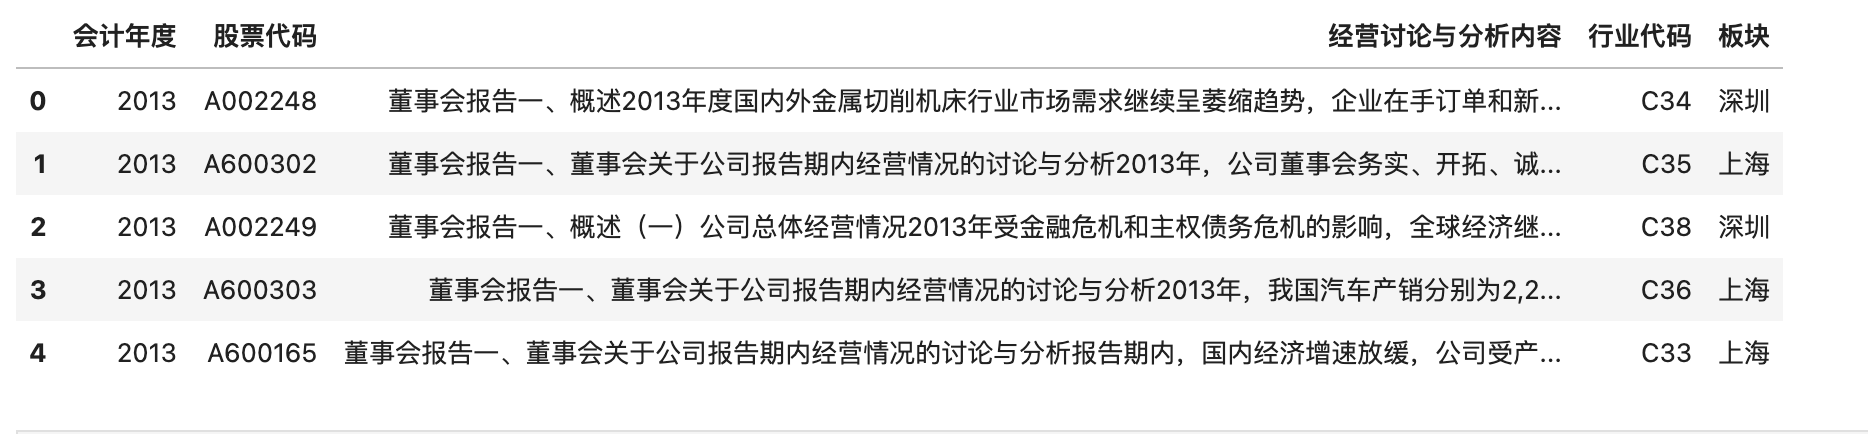 会计年度 股票代码 经营讨论与分析内容 行业代码 板块
0 2013 A002248 董事会报告一、概述2013年度国内外金属切削机床行业市场需求继续呈萎缩趋势，企业在手订单和新... C34 深圳
1 2013 A600302 董事会报告一、董事会关于公司报告期内经营情况的讨论与分析2013年，公司董事会务实、开拓、诚... C35 上海
2 2013 A002249 董事会报告一、概述（一）公司总体经营情况2013年受金融危机和主权债务危机的影响，全球经济继... C38 深圳
3 2013 A600303 董事会报告一、董事会关于公司报告期内经营情况的讨论与分析2013年，我国汽车产销分别为2,2... C36 上海
4 2013 A600165 董事会报告一、董事会关于公司报告期内经营情况的讨论与分析报告期内，国内经济增速放缓，公司受产... C33 上海